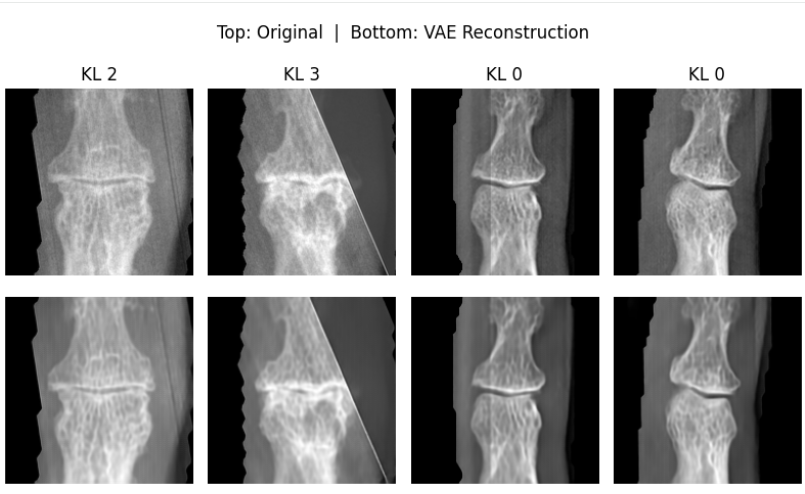 Top: Original | Bottom: VAE Reconstruction
KL 2
KL 3
KL 0
KL 0